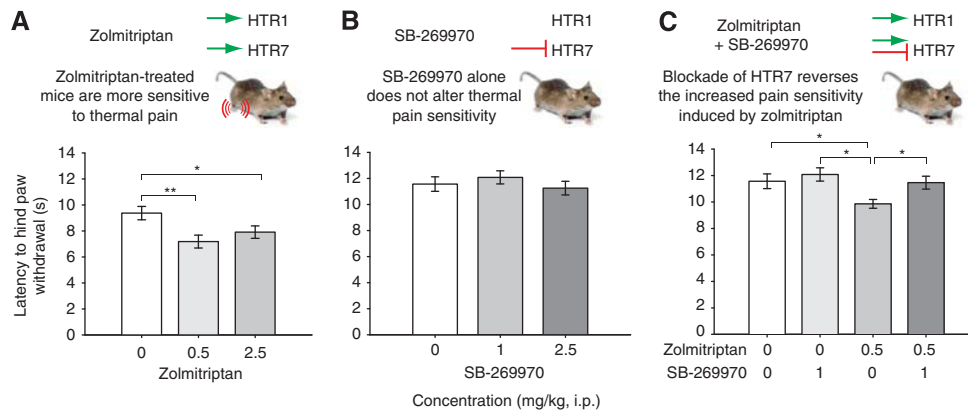 A
Zolmitriptan
HTR1
HTR7
Zolmitriptan-treated
mice are more sensitive
to thermal pain
Latency to hind paw
withdrawal (s)
14
12
10
8
6
4
2
0
*
**
0 0.5 2.5
Zolmitriptan
B
SB-269970
HTR1
HTR7
SB-269970 alone
does not alter thermal
pain sensitivity
14
12
10
8
6
4
2
0
0 1 2.5
SB-269970
Concentration (mg/kg, i.p.)
C
Zolmitriptan
+ SB-269970
HTR1
HTR7
Blockade of HTR7 reverses
the increased pain sensitivity
induced by zolmitriptan
14
12
10
8
6
4
2
0
*
* *
Zolmitriptan 0 0 0.5 0.5
SB-269970 0 1 0 1